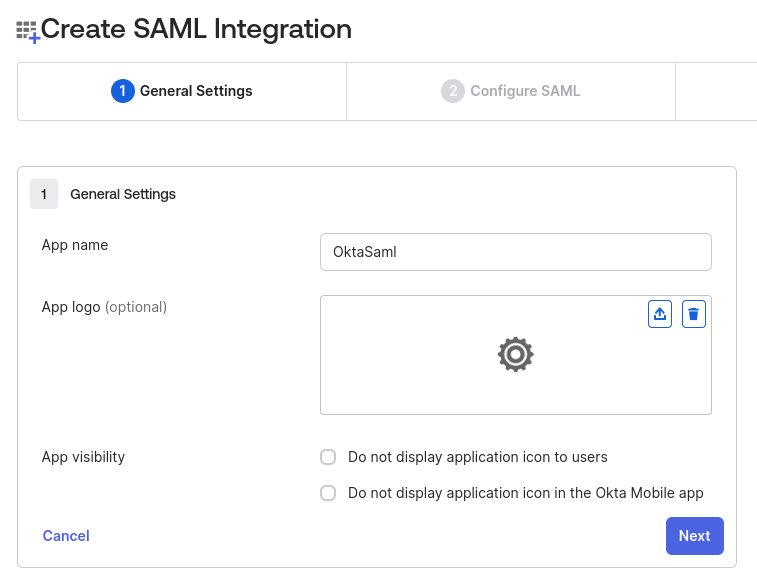 Create SAML Integration
1 General Settings
2 Configure SAML
1 General Settings
App name
OktaSaml
App logo (optional)
App visibility
Do not display application icon to users
Do not display application icon in the Okta Mobile app
Cancel
Next